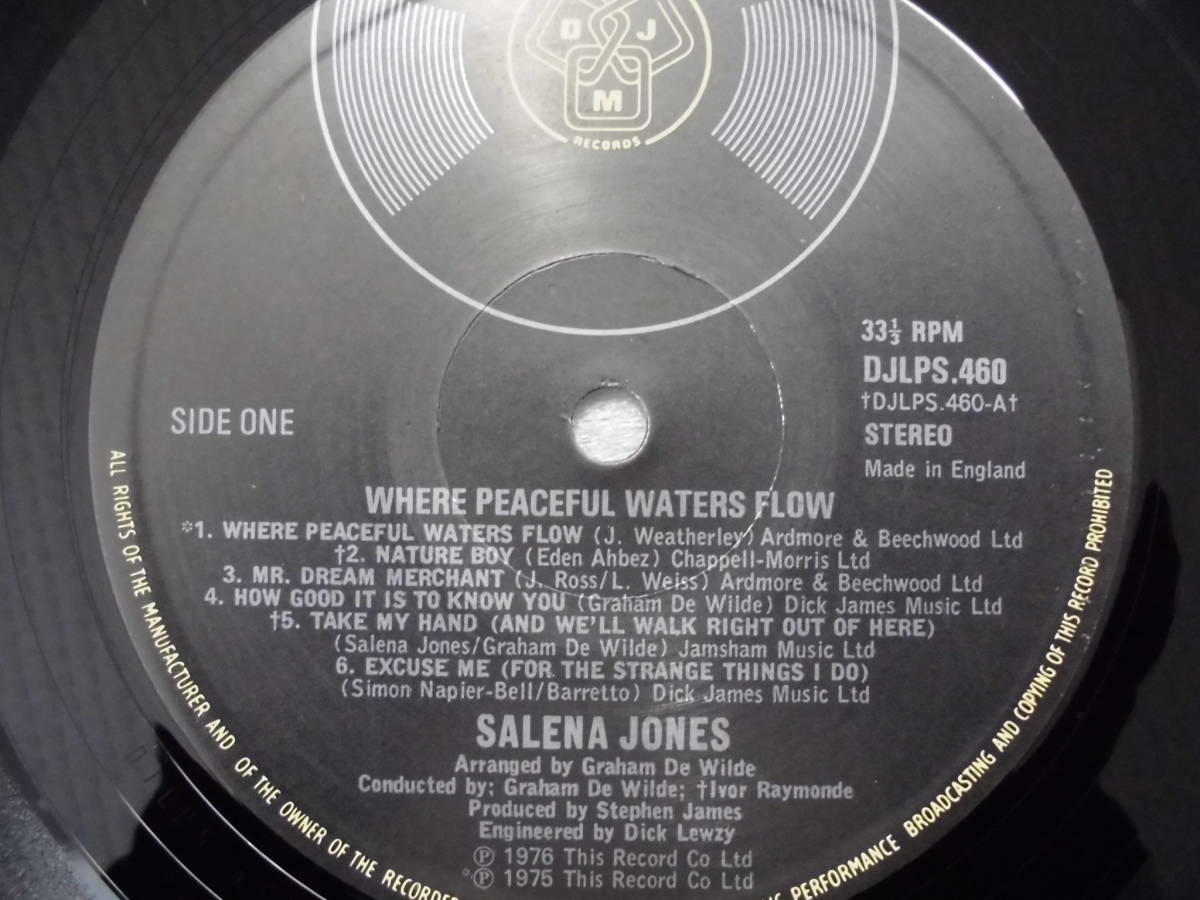 D J
M
RECORDS
33⅓ RPM
DJLPS.460
†DJLPS.460-A†
STEREO
Made in England
SIDE ONE
WHERE PEACEFUL WATERS FLOW
*1. WHERE PEACEFUL WATERS FLOW (J. Weatherley) Ardmore & Beechwood Ltd
†2. NATURE BOY (Eden Ahbez) Chappell-Morris Ltd
3. MR. DREAM MERCHANT (J. Ross/L. Weiss) Ardmore & Beechwood Ltd
4. HOW GOOD IT IS TO KNOW YOU (Graham De Wilde) Dick James Music Ltd
†5. TAKE MY HAND (AND WE'LL WALK RIGHT OUT OF HERE)
(Salena Jones/Graham De Wilde) Jamsham Music Ltd
6. EXCUSE ME (FOR THE STRANGE THINGS I DO)
(Simon Napier-Bell/Barretto) Dick James Music Ltd
SALENA JONES
Arranged by Graham De Wilde
Conducted by; Graham De Wilde; †Ivor Raymonde
Produced by Stephen James
Engineered by Dick Lewzy
℗ 1976 This Record Co Ltd
*℗ 1975 This Record Co Ltd
ALL RIGHTS OF THE MANUFACTURER AND OF THE OWNER OF THE RECORDED
PERFORMANCE BROADCASTING AND COPYING OF THIS RECORD PROHIBITED